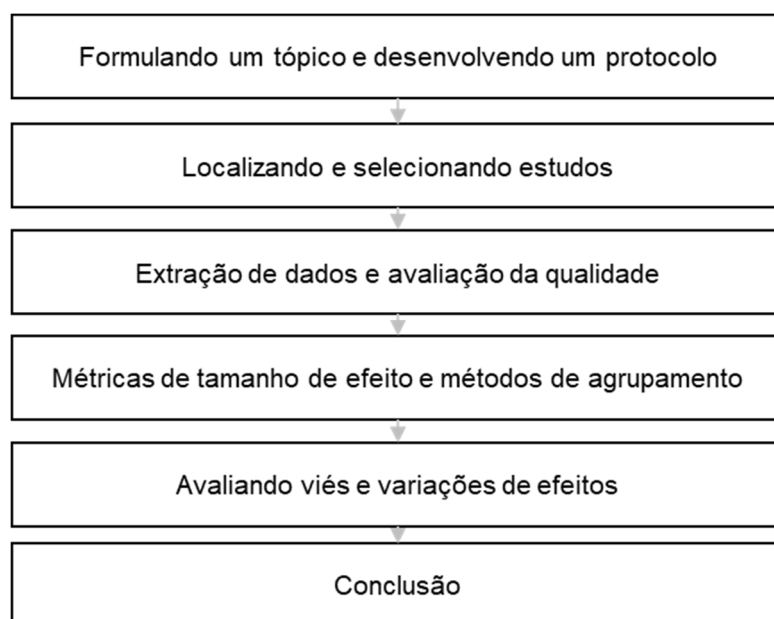 Formulando um tópico e desenvolvendo um protocolo
Localizando e selecionando estudos
Extração de dados e avaliação da qualidade
Métricas de tamanho de efeito e métodos de agrupamento
Avaliando viés e variações de efeitos
Conclusão